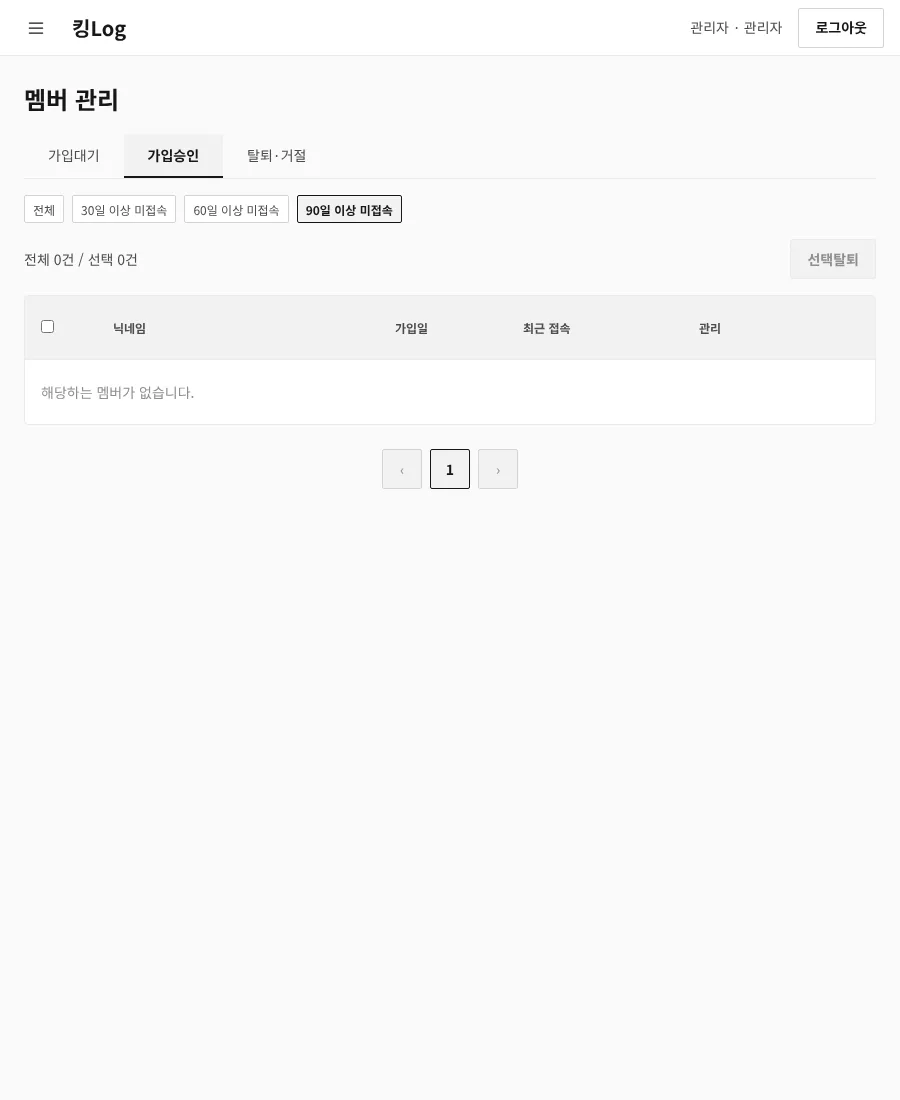 킹Log
관리자 · 관리자
로그아웃
멤버 관리
가입대기
가입승인
탈퇴·거절
전체
30일 이상 미접속
60일 이상 미접속
90일 이상 미접속
전체 0건 / 선택 0건
선택탈퇴
닉네임
가입일
최근 접속
관리
해당하는 멤버가 없습니다.
‹
1
›